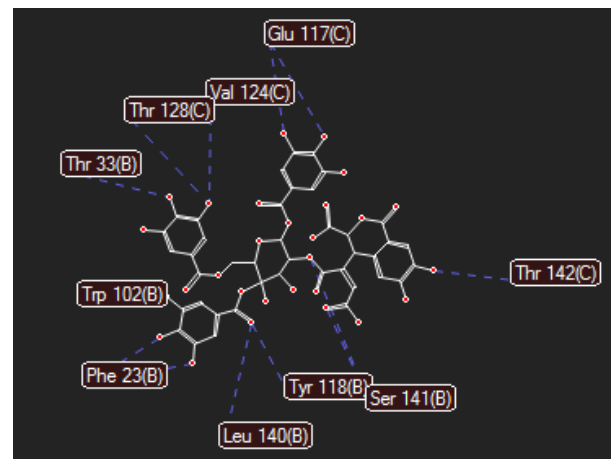 Glu 117(C)
Val 124(C)
Thr 128(C)
Thr 33(B)
Thr 142(C)
Trp 102(B)
Phe 23(B)
Tyr 118(B)
Ser 141(B)
Leu 140(B)